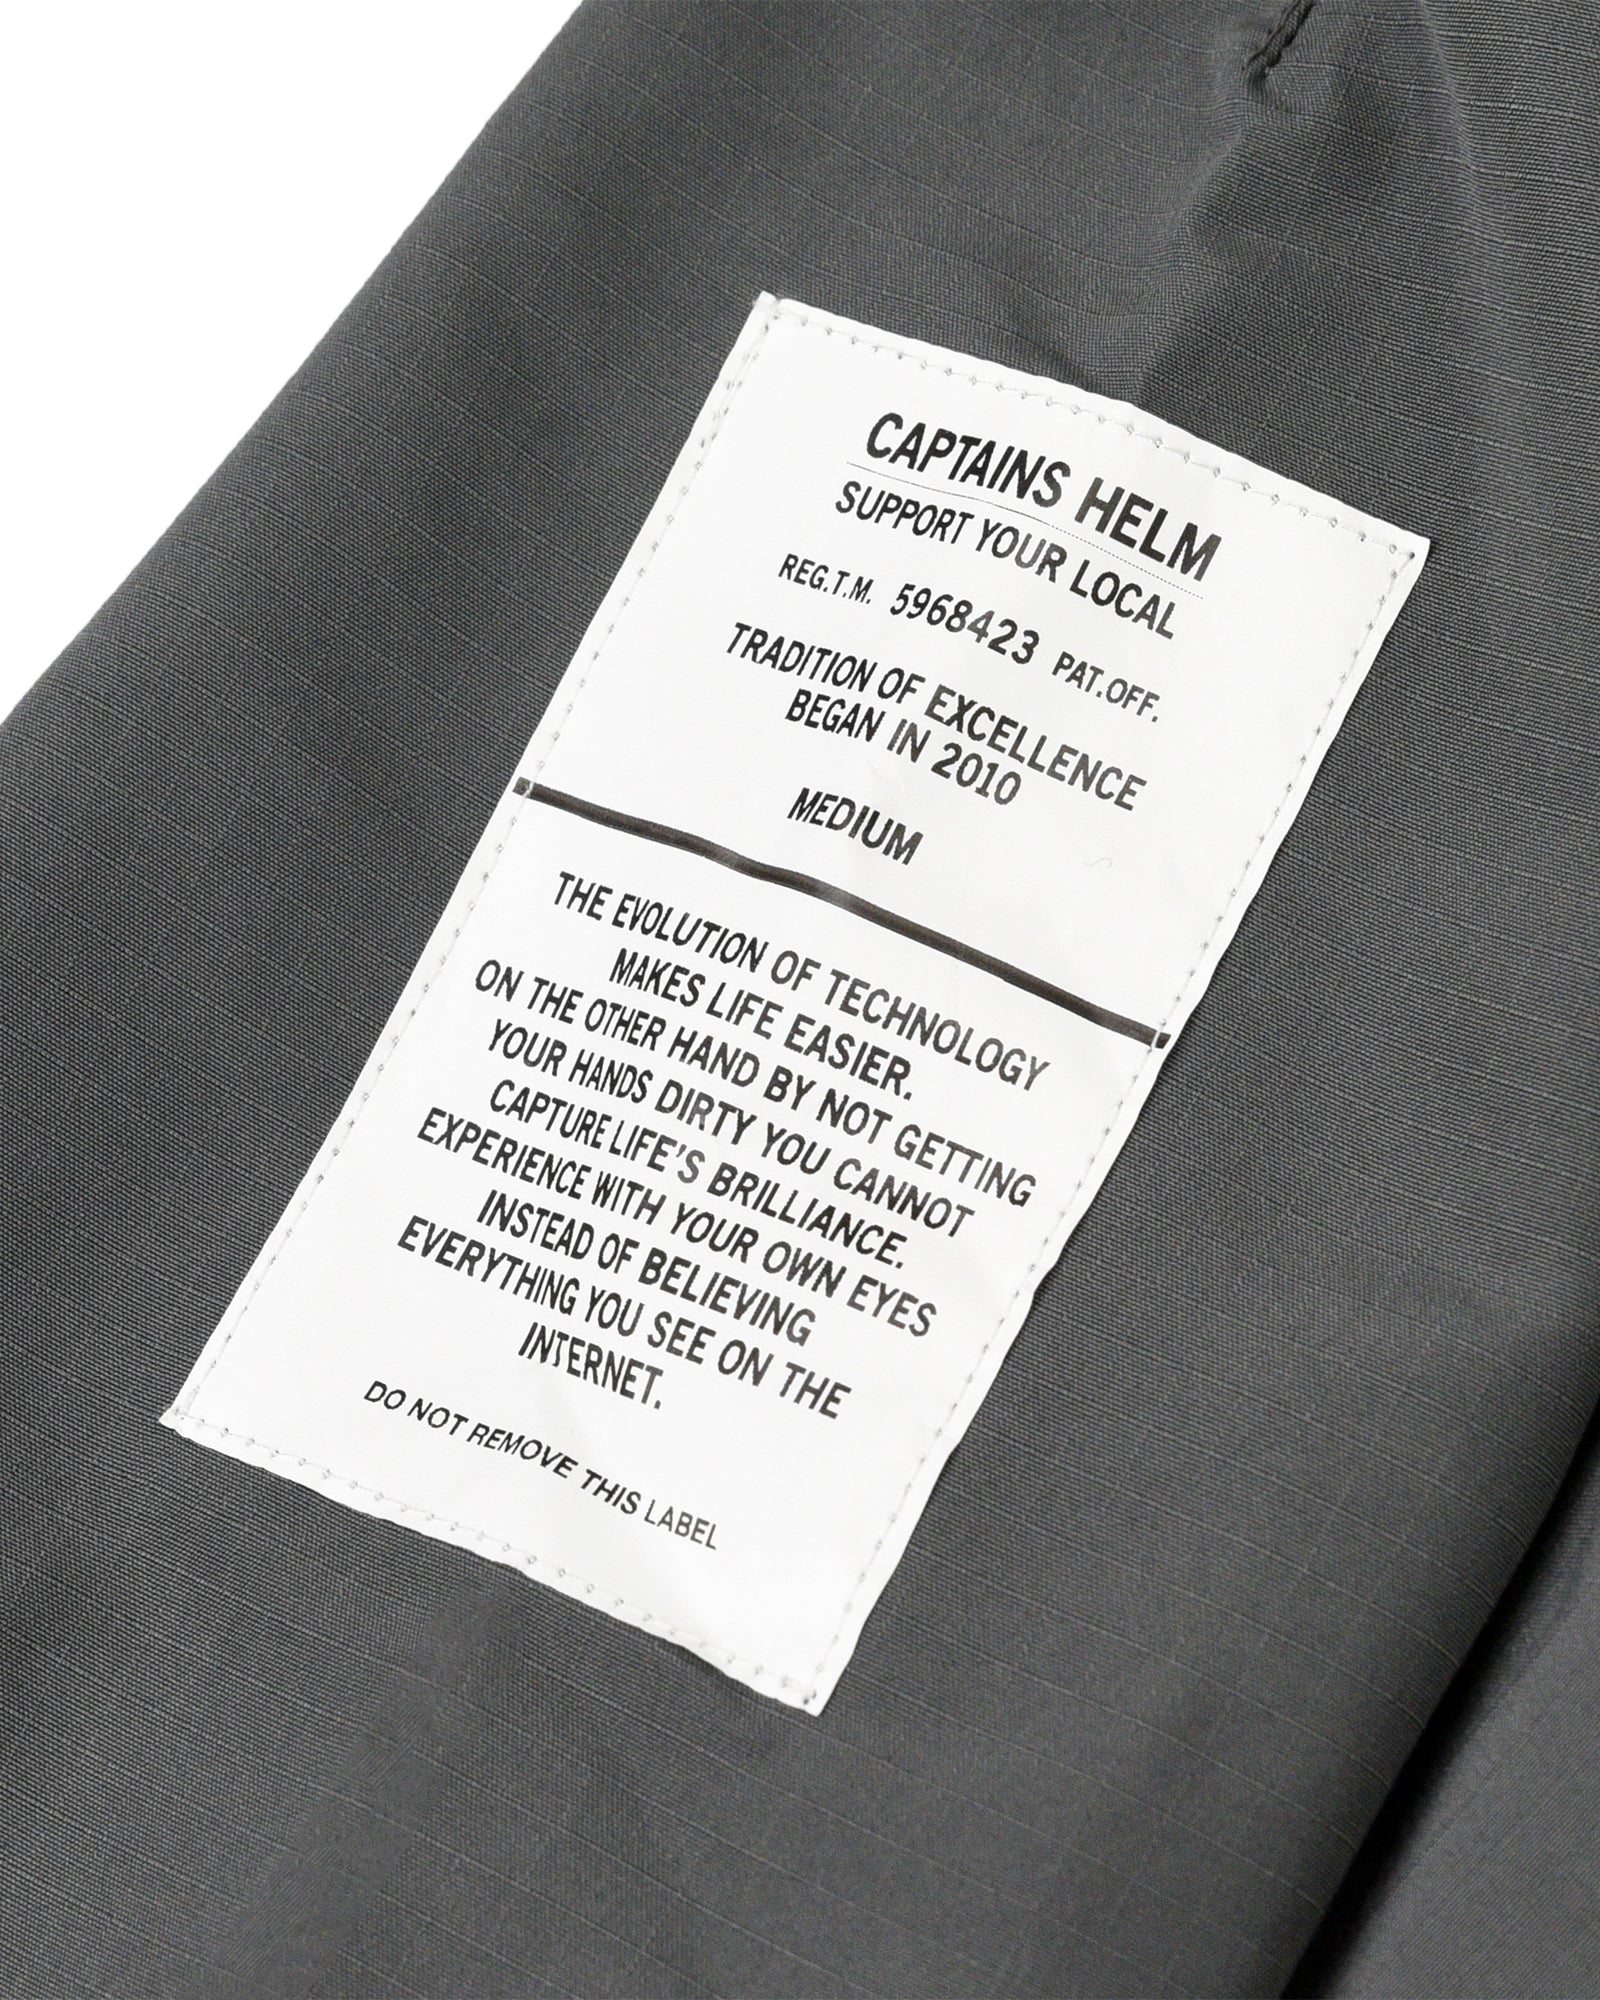 CAPTAINS HELM
SUPPORT YOUR LOCAL
REG.T.M. 5968423 PAT.OFF.
TRADITION OF EXCELLENCE
BEGAN IN 2010
MEDIUM
THE EVOLUTION OF TECHNOLOGY
MAKES LIFE EASIER.
ON THE OTHER HAND BY NOT GETTING
YOUR HANDS DIRTY YOU CANNOT
CAPTURE LIFE'S BRILLIANCE.
EXPERIENCE WITH YOUR OWN EYES
INSTEAD OF BELIEVING
EVERYTHING YOU SEE ON THE
INTERNET.
DO NOT REMOVE THIS LABEL